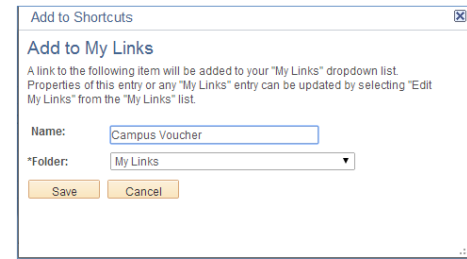 Add to Shortcuts
Add to My Links
A link to the following item will be added to your "My Links" dropdown list.
Properties of this entry or any "My Links" entry can be updated by selecting "Edit
My Links" from the "My Links" list.
Name: Campus Voucher
*Folder: My Links
Save Cancel